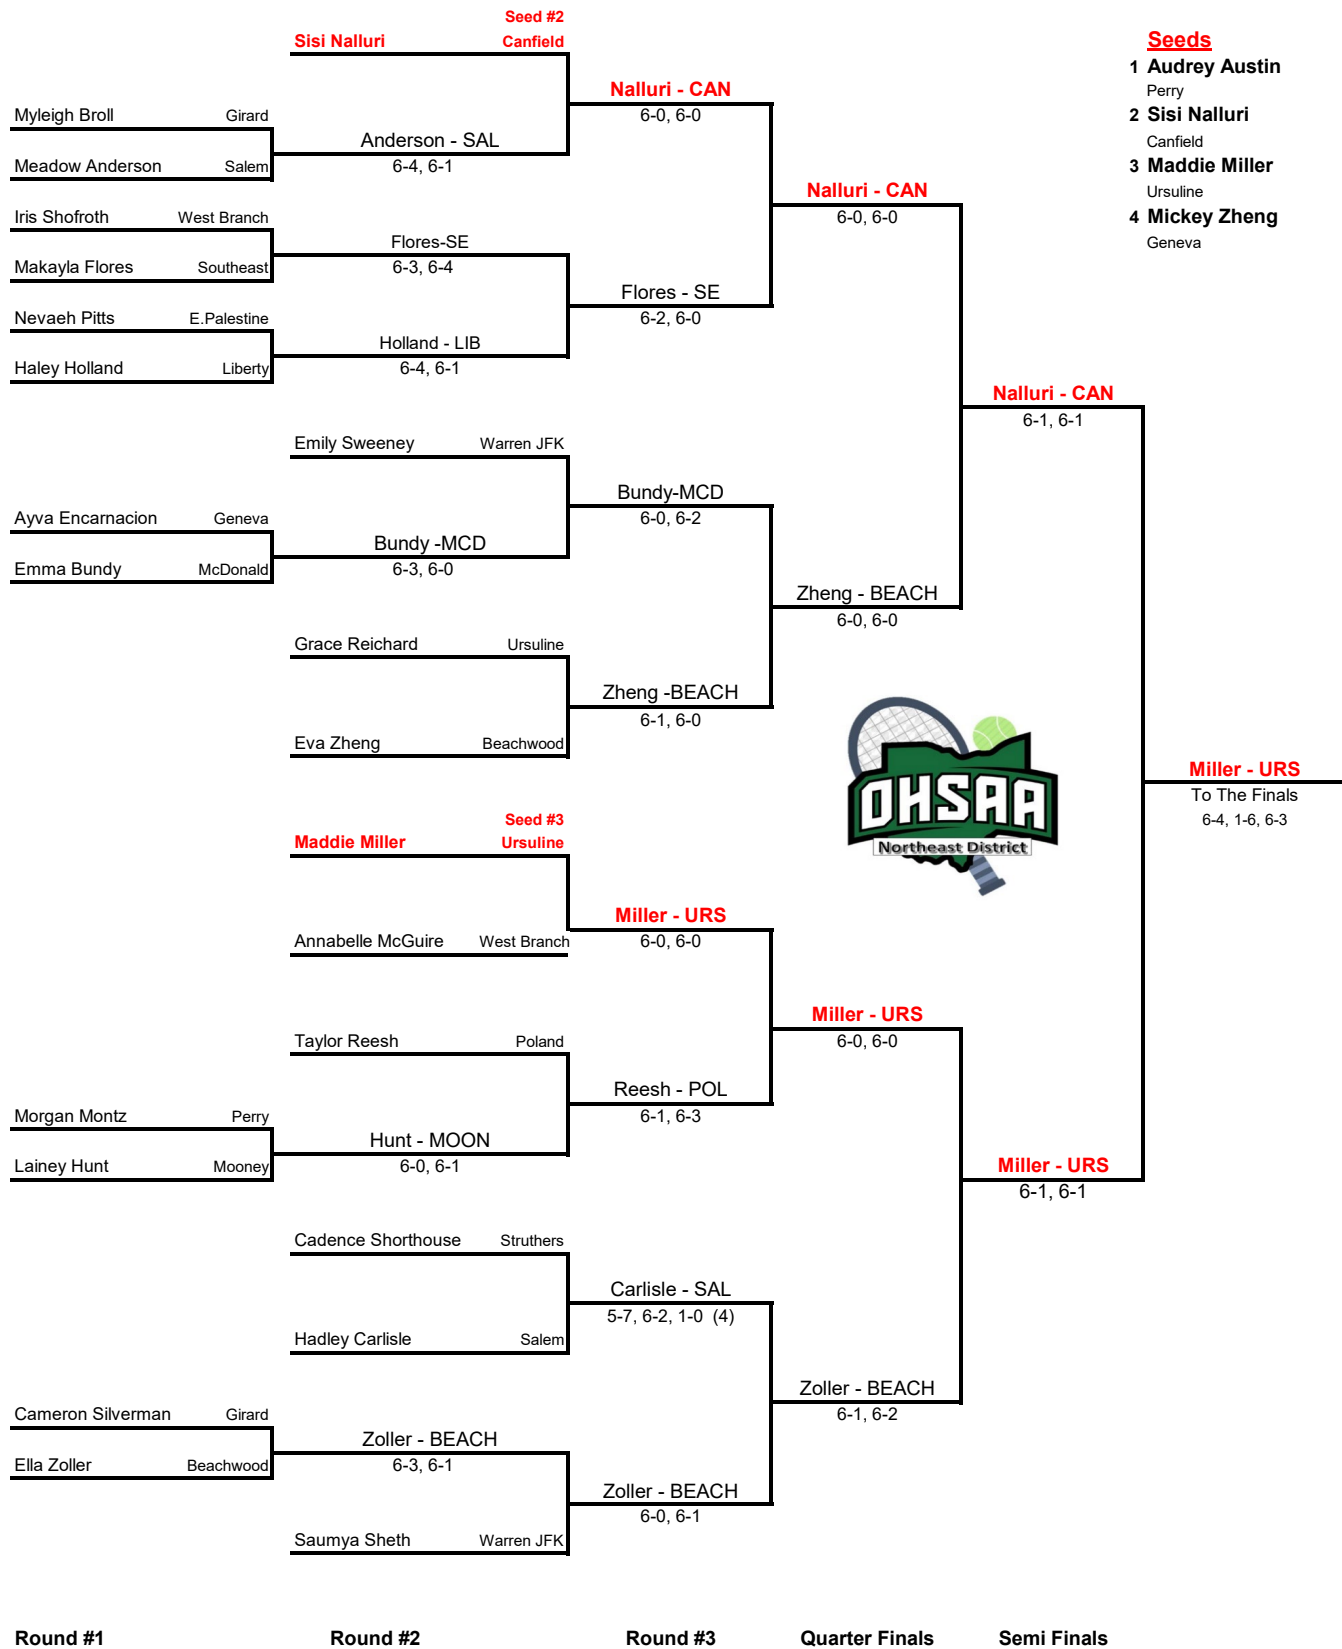 Seed #2
Sisi Nalluri Canfield
Seeds
1 Audrey Austin
Perry
2 Sisi Nalluri
Canfield
3 Maddie Miller
Ursuline
4 Mickey Zheng
Geneva
Nalluri - CAN
6-0, 6-0
Myleigh Broll Girard
Anderson - SAL
6-4, 6-1
Meadow Anderson Salem
Nalluri - CAN
6-0, 6-0
Iris Shofroth West Branch
Flores-SE
6-3, 6-4
Makayla Flores Southeast
Flores - SE
6-2, 6-0
Nevaeh Pitts E.Palestine
Holland - LIB
6-4, 6-1
Haley Holland Liberty
Nalluri - CAN
6-1, 6-1
Emily Sweeney Warren JFK
Bundy-MCD
6-0, 6-2
Ayva Encarnacion Geneva
Bundy -MCD
6-3, 6-0
Emma Bundy McDonald
Zheng - BEACH
6-0, 6-0
Grace Reichard Ursuline
Zheng -BEACH
6-1, 6-0
Eva Zheng Beachwood
OHSAA
Northeast District
Miller - URS
To The Finals
6-4, 1-6, 6-3
Seed #3
Maddie Miller Ursuline
Miller - URS
6-0, 6-0
Annabelle McGuire West Branch
Miller - URS
6-0, 6-0
Taylor Reesh Poland
Reesh - POL
6-1, 6-3
Morgan Montz Perry
Hunt - MOON
6-0, 6-1
Lainey Hunt Mooney
Miller - URS
6-1, 6-1
Cadence Shorthouse Struthers
Carlisle - SAL
5-7, 6-2, 1-0 (4)
Hadley Carlisle Salem
Zoller - BEACH
6-1, 6-2
Cameron Silverman Girard
Zoller - BEACH
6-3, 6-1
Ella Zoller Beachwood
Zoller - BEACH
6-0, 6-1
Saumya Sheth Warren JFK
Round #1 Round #2 Round #3 Quarter Finals Semi Finals